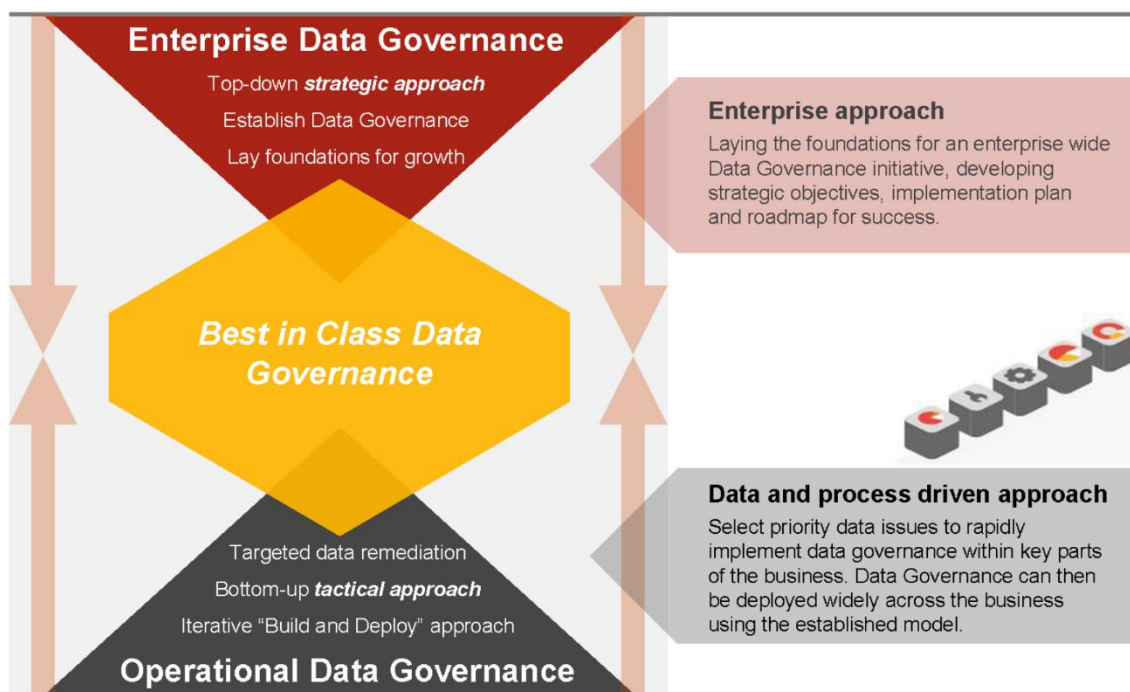 Enterprise Data Governance
Top-down strategic approach
Establish Data Governance
Lay foundations for growth
Enterprise approach
Laying the foundations for an enterprise wide
Data Governance initiative, developing
strategic objectives, implementation plan
and roadmap for success.
Best in Class Data
Governance
Data and process driven approach
Select priority data issues to rapidly
implement data governance within key parts
of the business. Data Governance can then
be deployed widely across the business
using the established model.
Targeted data remediation
Bottom-up tactical approach
Iterative “Build and Deploy” approach
Operational Data Governance